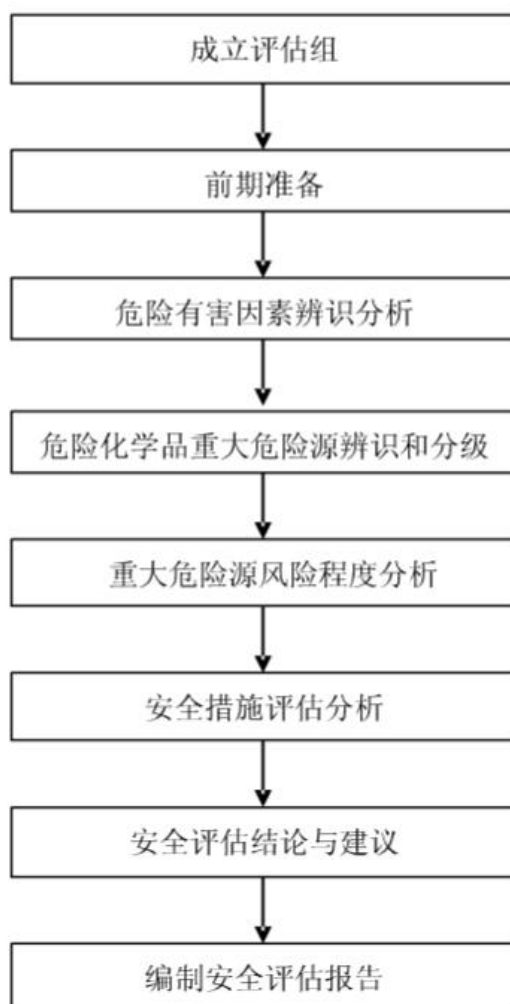 成立评估组
前期准备
危险有害因素辨识分析
危险化学品重大危险源辨识和分级
重大危险源风险程度分析
安全措施评估分析
安全评估结论与建议
编制安全评估报告